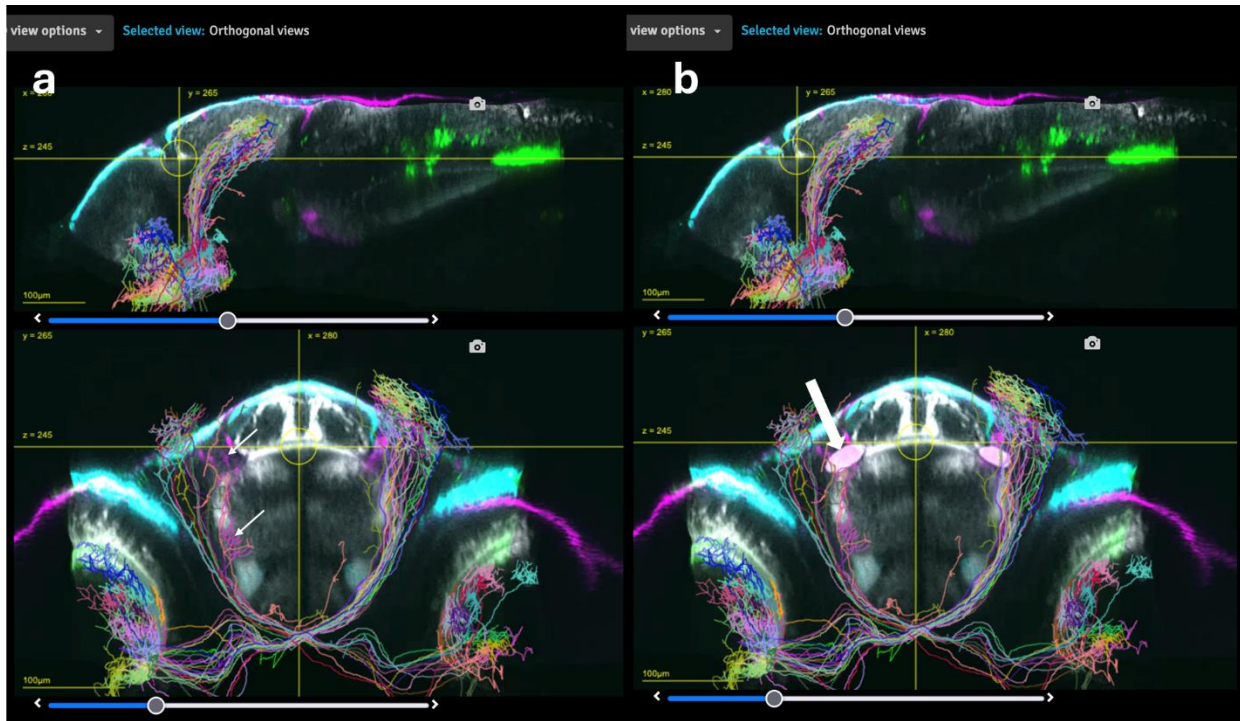 view options Selected view: Orthogonal views
a
y = 265
z = 245
100µm
y = 265
x = 280
z = 245
100µm
view options Selected view: Orthogonal views
b
x = 280
y = 265
z = 245
100µm
y = 265
x = 280
z = 245
100µm